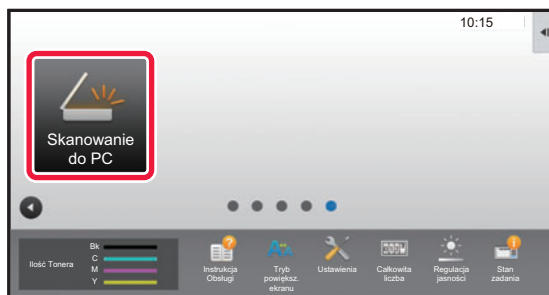 10:15
Skanowanie
do PC
Ilość Tonera
Bk
C
M
Y
Instrukcja
Obsługi
Tryb
powiększ.
ekranu
Ustawienia
Całkowita
liczba
Regulacja
jasności
Stan
zadania